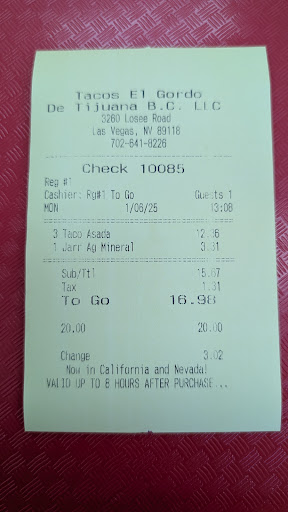 Tacos El Gordo
De Tijuana B.C. LLC
3260 Losee Road
Las Vegas, NV 89118
702-641-8226
Check 10085
Reg #1
Cashier: Rg#1 To Go Guests 1
MON 1/06/25 13:08
3 Taco Asada 12.36
1 Jarr Ag Mineral 3.31
Sub/Ttl 15.67
Tax 1.31
To Go 16.98
20.00 20.00
Change 3.02
Now in California and Nevada!
VALID UP TO 8 HOURS AFTER PURCHASE...